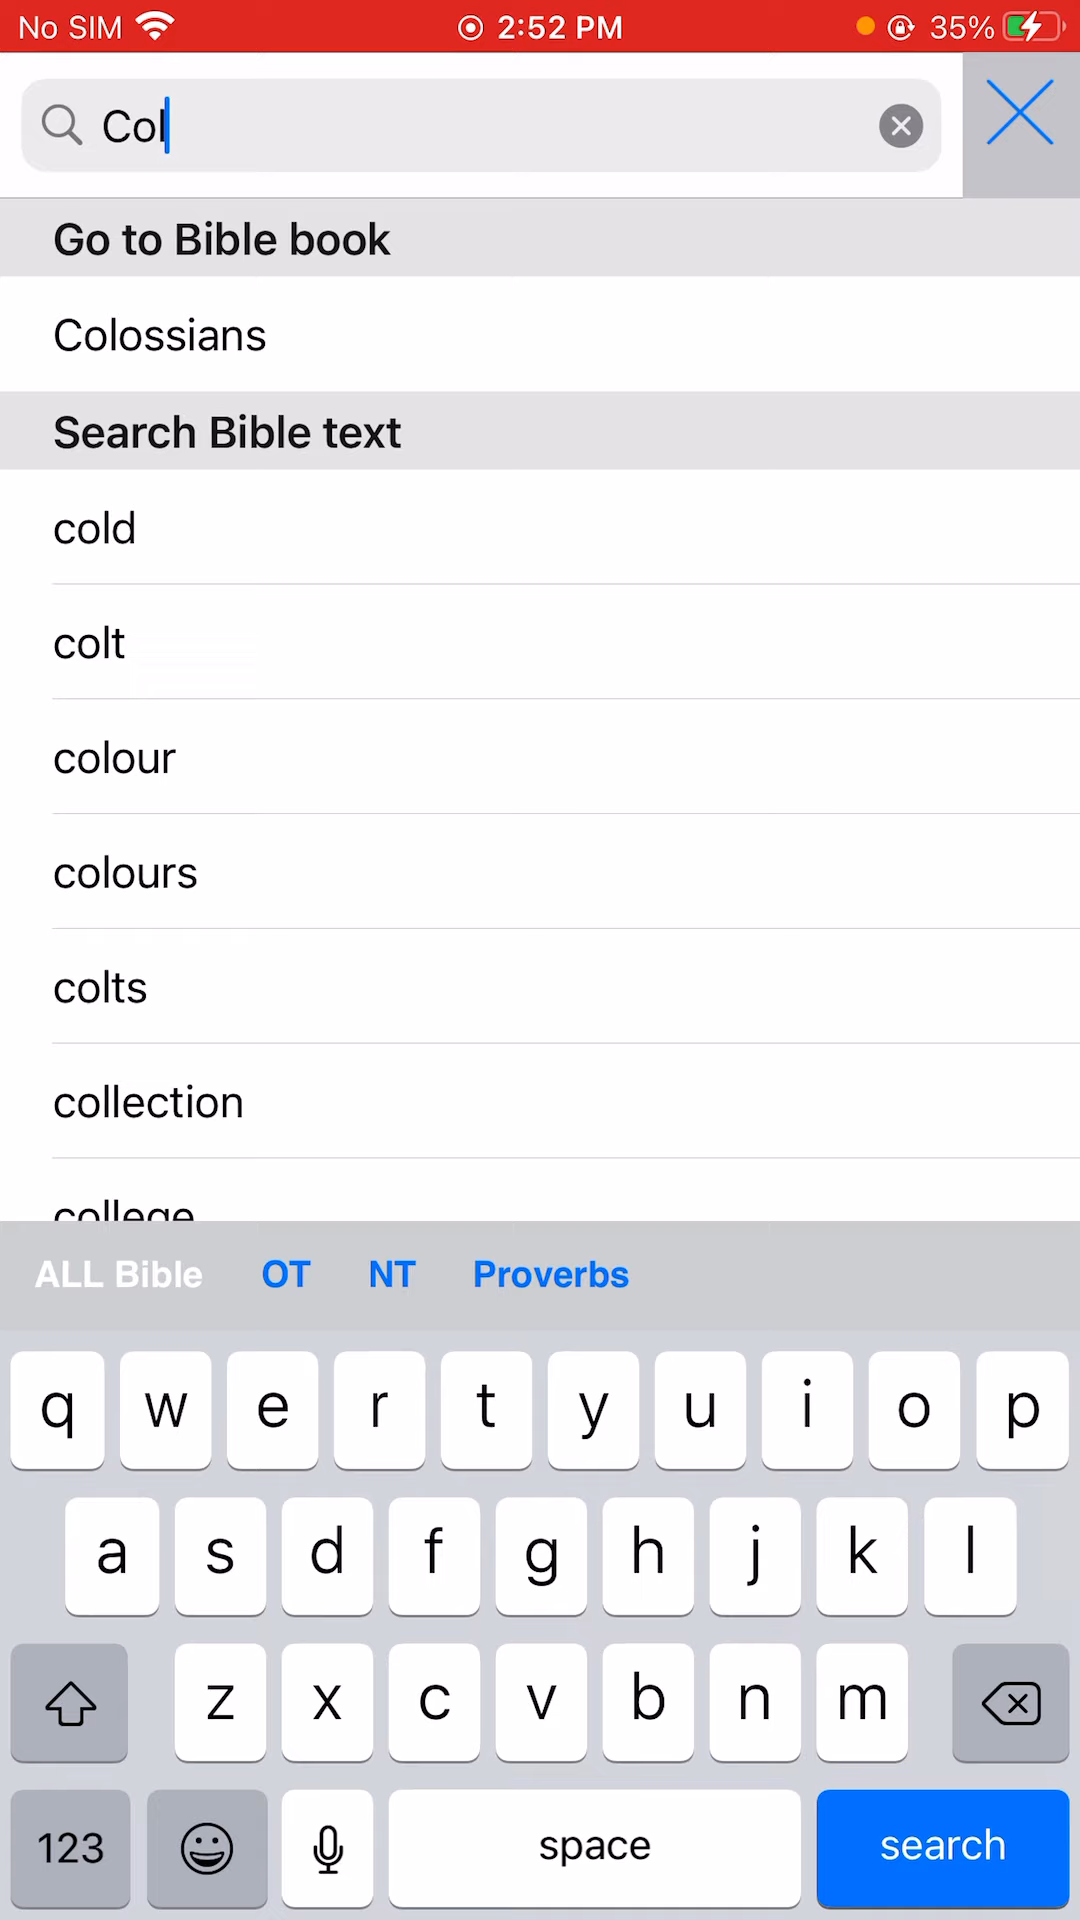 No SIM 2:52 PM 35%
Col
Go to Bible book
Colossians
Search Bible text
cold
colt
colour
colours
colts
collection
college
ALL Bible OT NT Proverbs
q w e r t y u i o p
a s d f g h j k l
z x c v b n m
123 space search